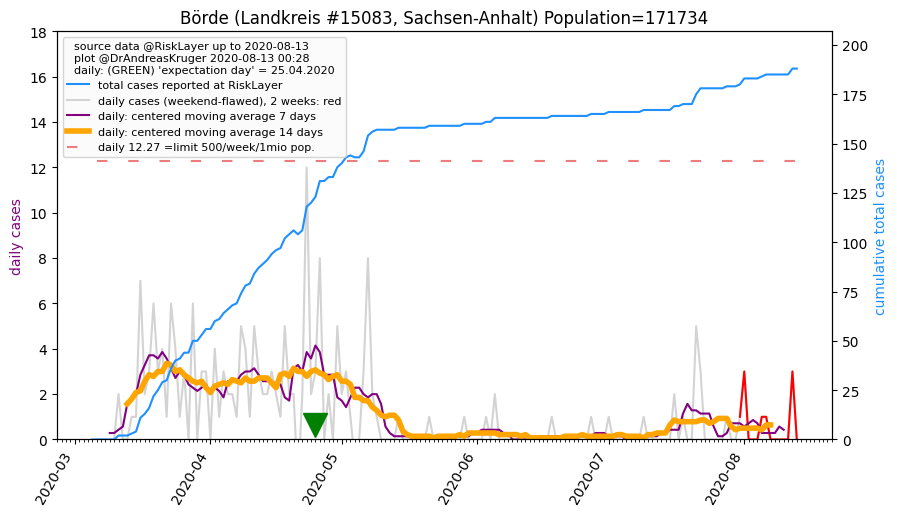 Börde (Landkreis #15083, Sachsen-Anhalt) Population=171734
source data @RiskLayer up to 2020-08-13
plot @DrAndreasKruger 2020-08-13 00:28
daily: (GREEN) 'expectation day' = 25.04.2020
total cases reported at RiskLayer
daily cases (weekend-flawed), 2 weeks: red
daily: centered moving average 7 days
daily: centered moving average 14 days
daily 12.27 =limit 500/week/1mio pop.
daily cases
18
16
14
12
10
8
6
4
2
0
200
175
150
125
100
75
50
25
0
cumulative total cases
2020-03
2020-04
2020-05
2020-06
2020-07
2020-08